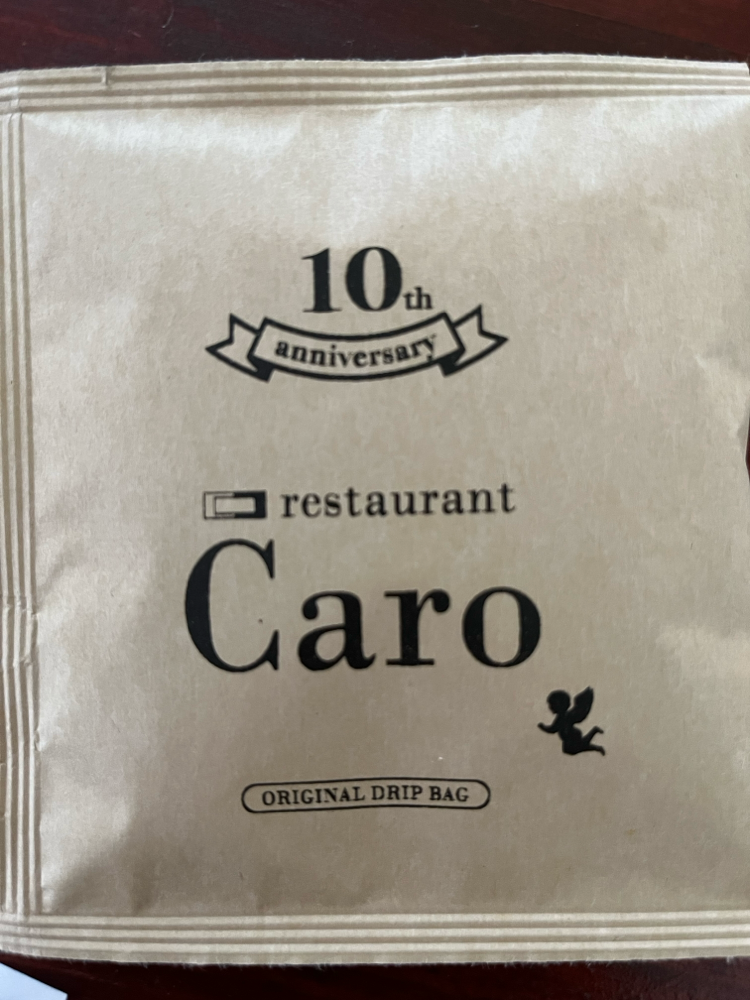 10th
anniversary
restaurant
Caro
ORIGINAL DRIP BAG